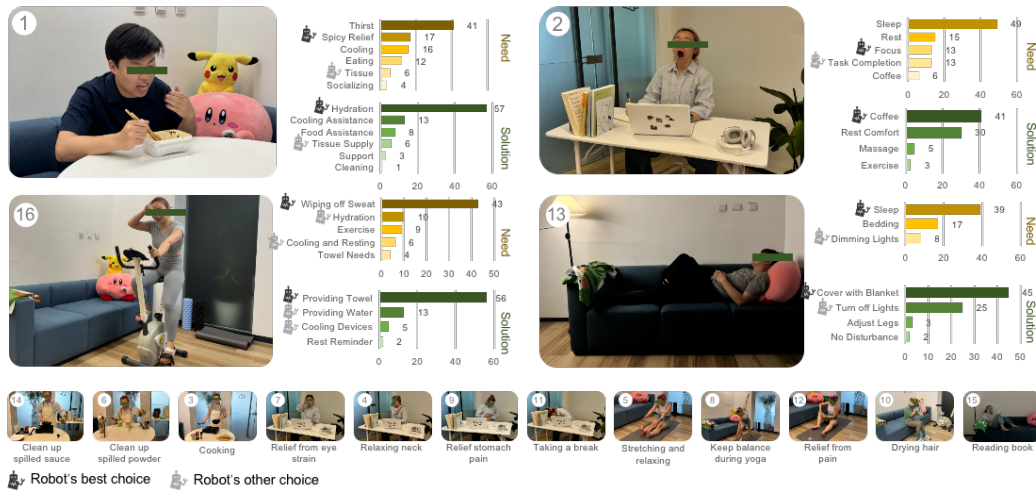 1
Thirst 41
Spicy Relief 17
Cooling 16
Eating 12
Tissue 6
Socializing 4
Need
Hydration 57
Cooling Assistance 13
Food Assistance 8
Tissue Supply 6
Support 3
Cleaning 1
Solution
0 20 40 60
2
Sleep 49
Rest 15
Focus 13
Task Completion 13
Coffee 6
Need
Coffee 41
Rest Comfort 30
Massage 5
Exercise 3
Solution
0 20 40 60
16
Wiping off Sweat 43
Hydration 10
Exercise 9
Cooling and Resting 6
Towel Needs 4
Need
0 10 20 30 40 50
Providing Towel 56
Providing Water 13
Cooling Devices 5
Rest Reminder 2
Solution
0 20 40 60
13
Sleep 39
Bedding 17
Dimming Lights 8
Need
Cover with Blanket 45
Turn off Lights 25
Adjust Legs 3
No Disturbance 2
Solution
0 10 20 30 40 50
14 6 3 7 4 9 11 5 8 12 10 15
Clean up spilled sauce
Clean up spilled powder
Cooking
Relief from eye strain
Relaxing neck
Relief stomach pain
Taking a break
Stretching and relaxing
Keep balance during yoga
Relief from pain
Drying hair
Reading book
Robot's best choice Robot's other choice